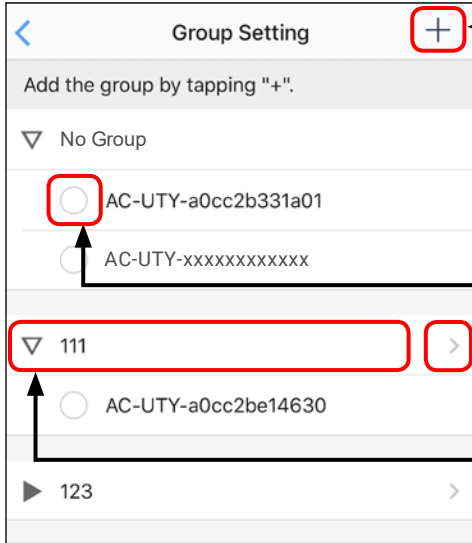 Group Setting
Add the group by tapping "+".
No Group
AC-UTY-a0cc2b331a01
AC-UTY-xxxxxxxxxxxx
111
AC-UTY-a0cc2be14630
123